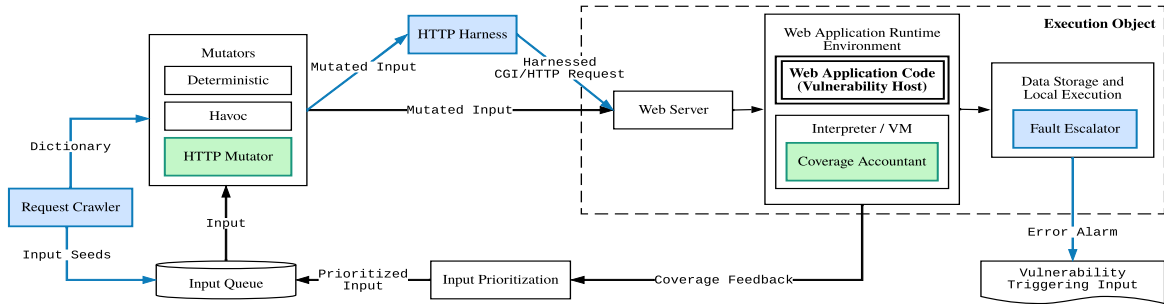 Execution Object
HTTP Harness
Web Application Runtime
Environment
Mutators
Mutated Input
Harnessed
CGI/HTTP Request
Web Application Code
(Vulnerability Host)
Deterministic
Data Storage and
Local Execution
Mutated Input
Web Server
Havoc
Interpreter / VM
Fault Escalator
Dictionary
HTTP Mutator
Coverage Accountant
Request Crawler
Input
Error Alarm
Input Seeds
Input Queue
Prioritized
Input
Input Prioritization
Coverage Feedback
Vulnerability
Triggering Input